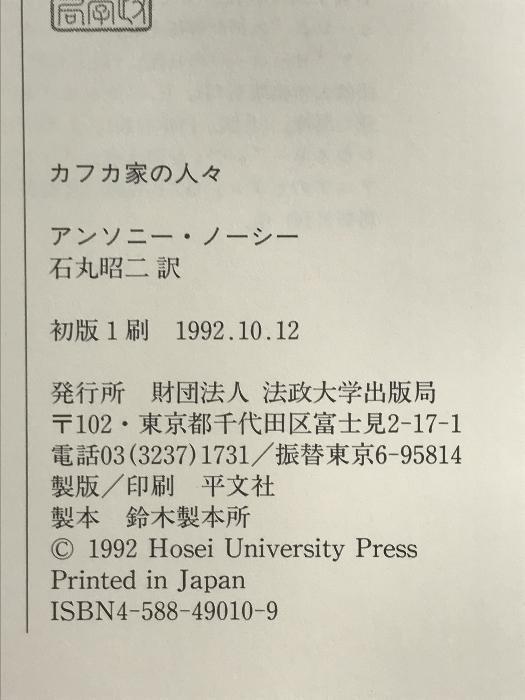 カフカ家の人々
アンソニー・ノーシー
石丸昭二 訳
初版1刷 1992.10.12
発行所 財団法人 法政大学出版局
〒102・東京都千代田区富士見2-17-1
電話03(3237)1731／振替東京6-95814
製版／印刷 平文社
製本 鈴木製本所
© 1992 Hosei University Press
Printed in Japan
ISBN4-588-49010-9